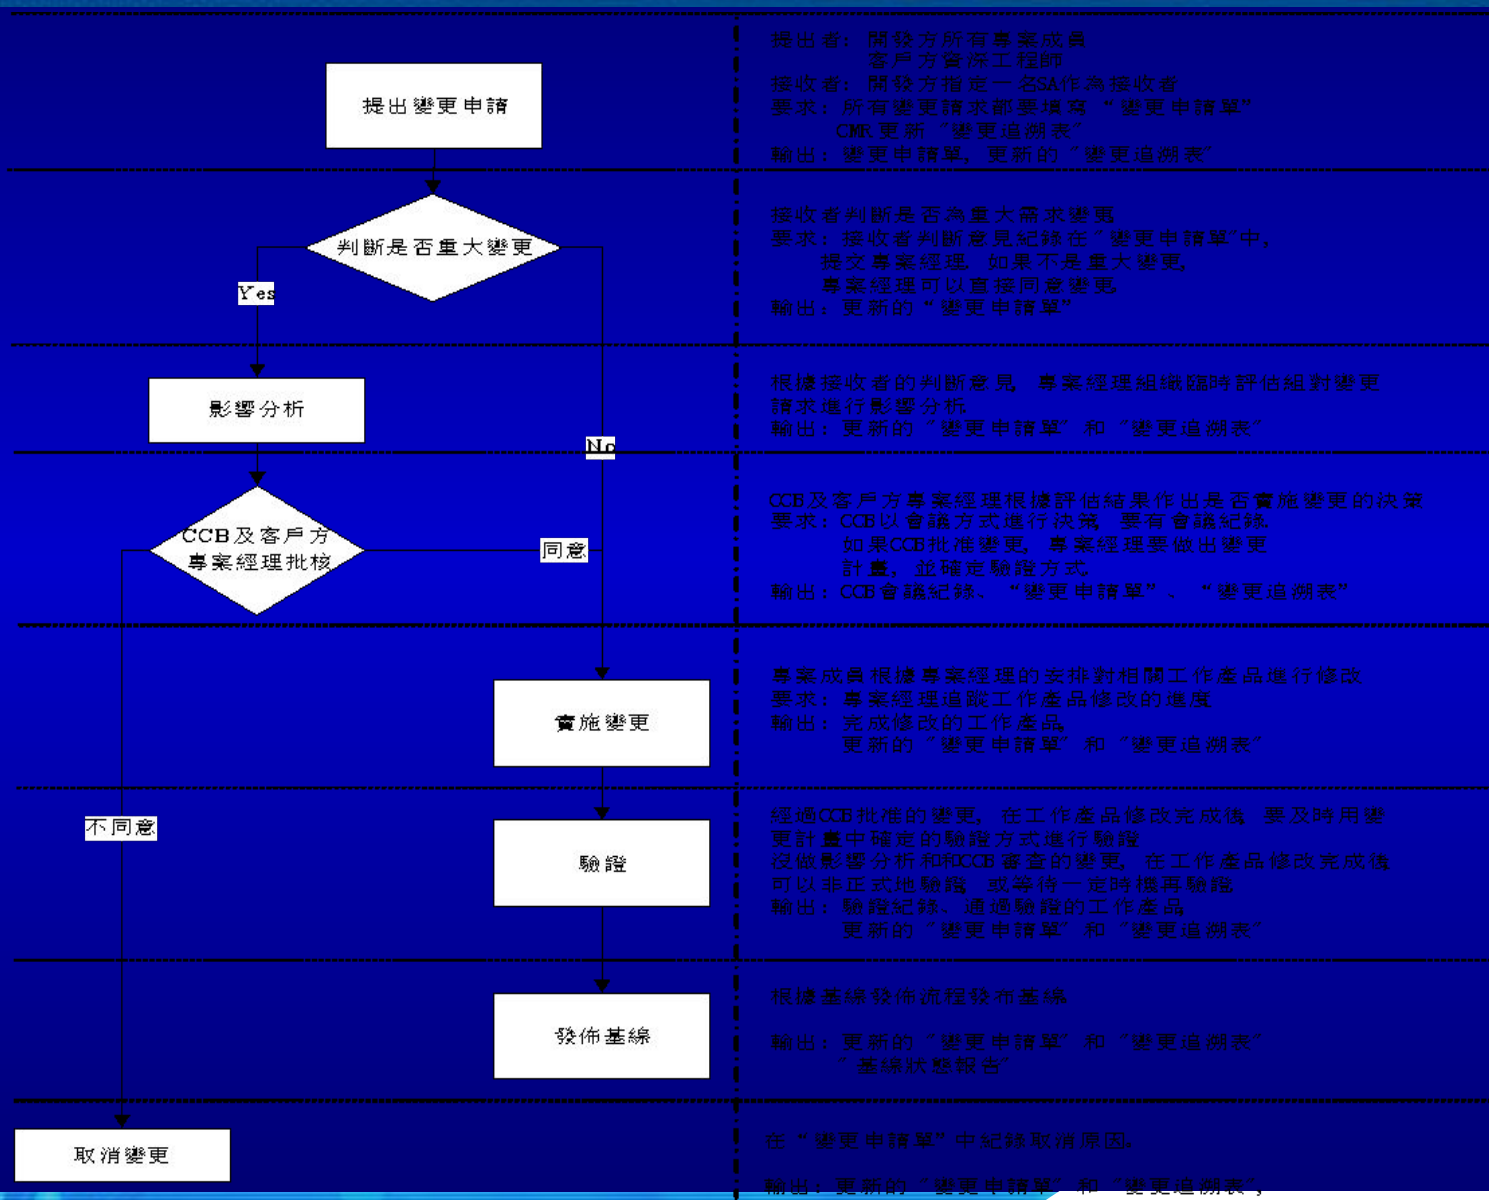 提出者: 開發方所有專案成員
客戶方資深工程師
接收者: 開發方指定一名SA作為接收者
要求: 所有變更請求都要填寫 “變更申請單”
CMR更新 "變更追溯表"
輸出: 變更申請單, 更新的 "變更追溯表"
提出變更申請
接收者判斷是否為重大需求變更
要求: 接收者判斷意見紀錄在"變更申請單"中,
提交專案經理, 如果不是重大變更,
專案經理可以直接同意變更
輸出: 更新的 “變更申請單”
判斷是否重大變更
Yes
No
根據接收者的判斷意見, 專案經理組織臨時評估組對變更
請求進行影響分析
輸出: 更新的 "變更申請單" 和 "變更追溯表"
影響分析
CCB及客戶方專案經理根據評估結果作出是否實施變更的決策
要求: CCB以會議方式進行決策, 要有會議紀錄.
如果CCB批准變更, 專案經理要做出變更
計畫, 並確定驗證方式
輸出: CCB會議紀錄、 “變更申請單”、 “變更追溯表”
CCB及客戶方
專案經理批核
同意
不同意
專案成員根據專案經理的安排對相關工作產品進行修改
要求: 專案經理追蹤工作產品修改的進度
輸出: 完成修改的工作產品,
更新的 "變更申請單" 和 "變更追溯表"
實施變更
經過CCB批准的變更, 在工作產品修改完成後, 要及時用變
更計畫中確定的驗證方式進行驗證
沒做影響分析和和CCB審查的變更, 在工作產品修改完成後,
可以非正式地驗證, 或等待一定時機再驗證
輸出: 驗證紀錄、通過驗證的工作產品,
更新的 "變更申請單" 和 "變更追溯表"
驗證
根據基線發佈流程發布基線
輸出: 更新的 "變更申請單" 和 "變更追溯表"
"基線狀態報告"
發佈基線
在 “變更申請單”中紀錄取消原因.
輸出: 更新的 "變更申請單" 和 "變更追溯表",
取消變更